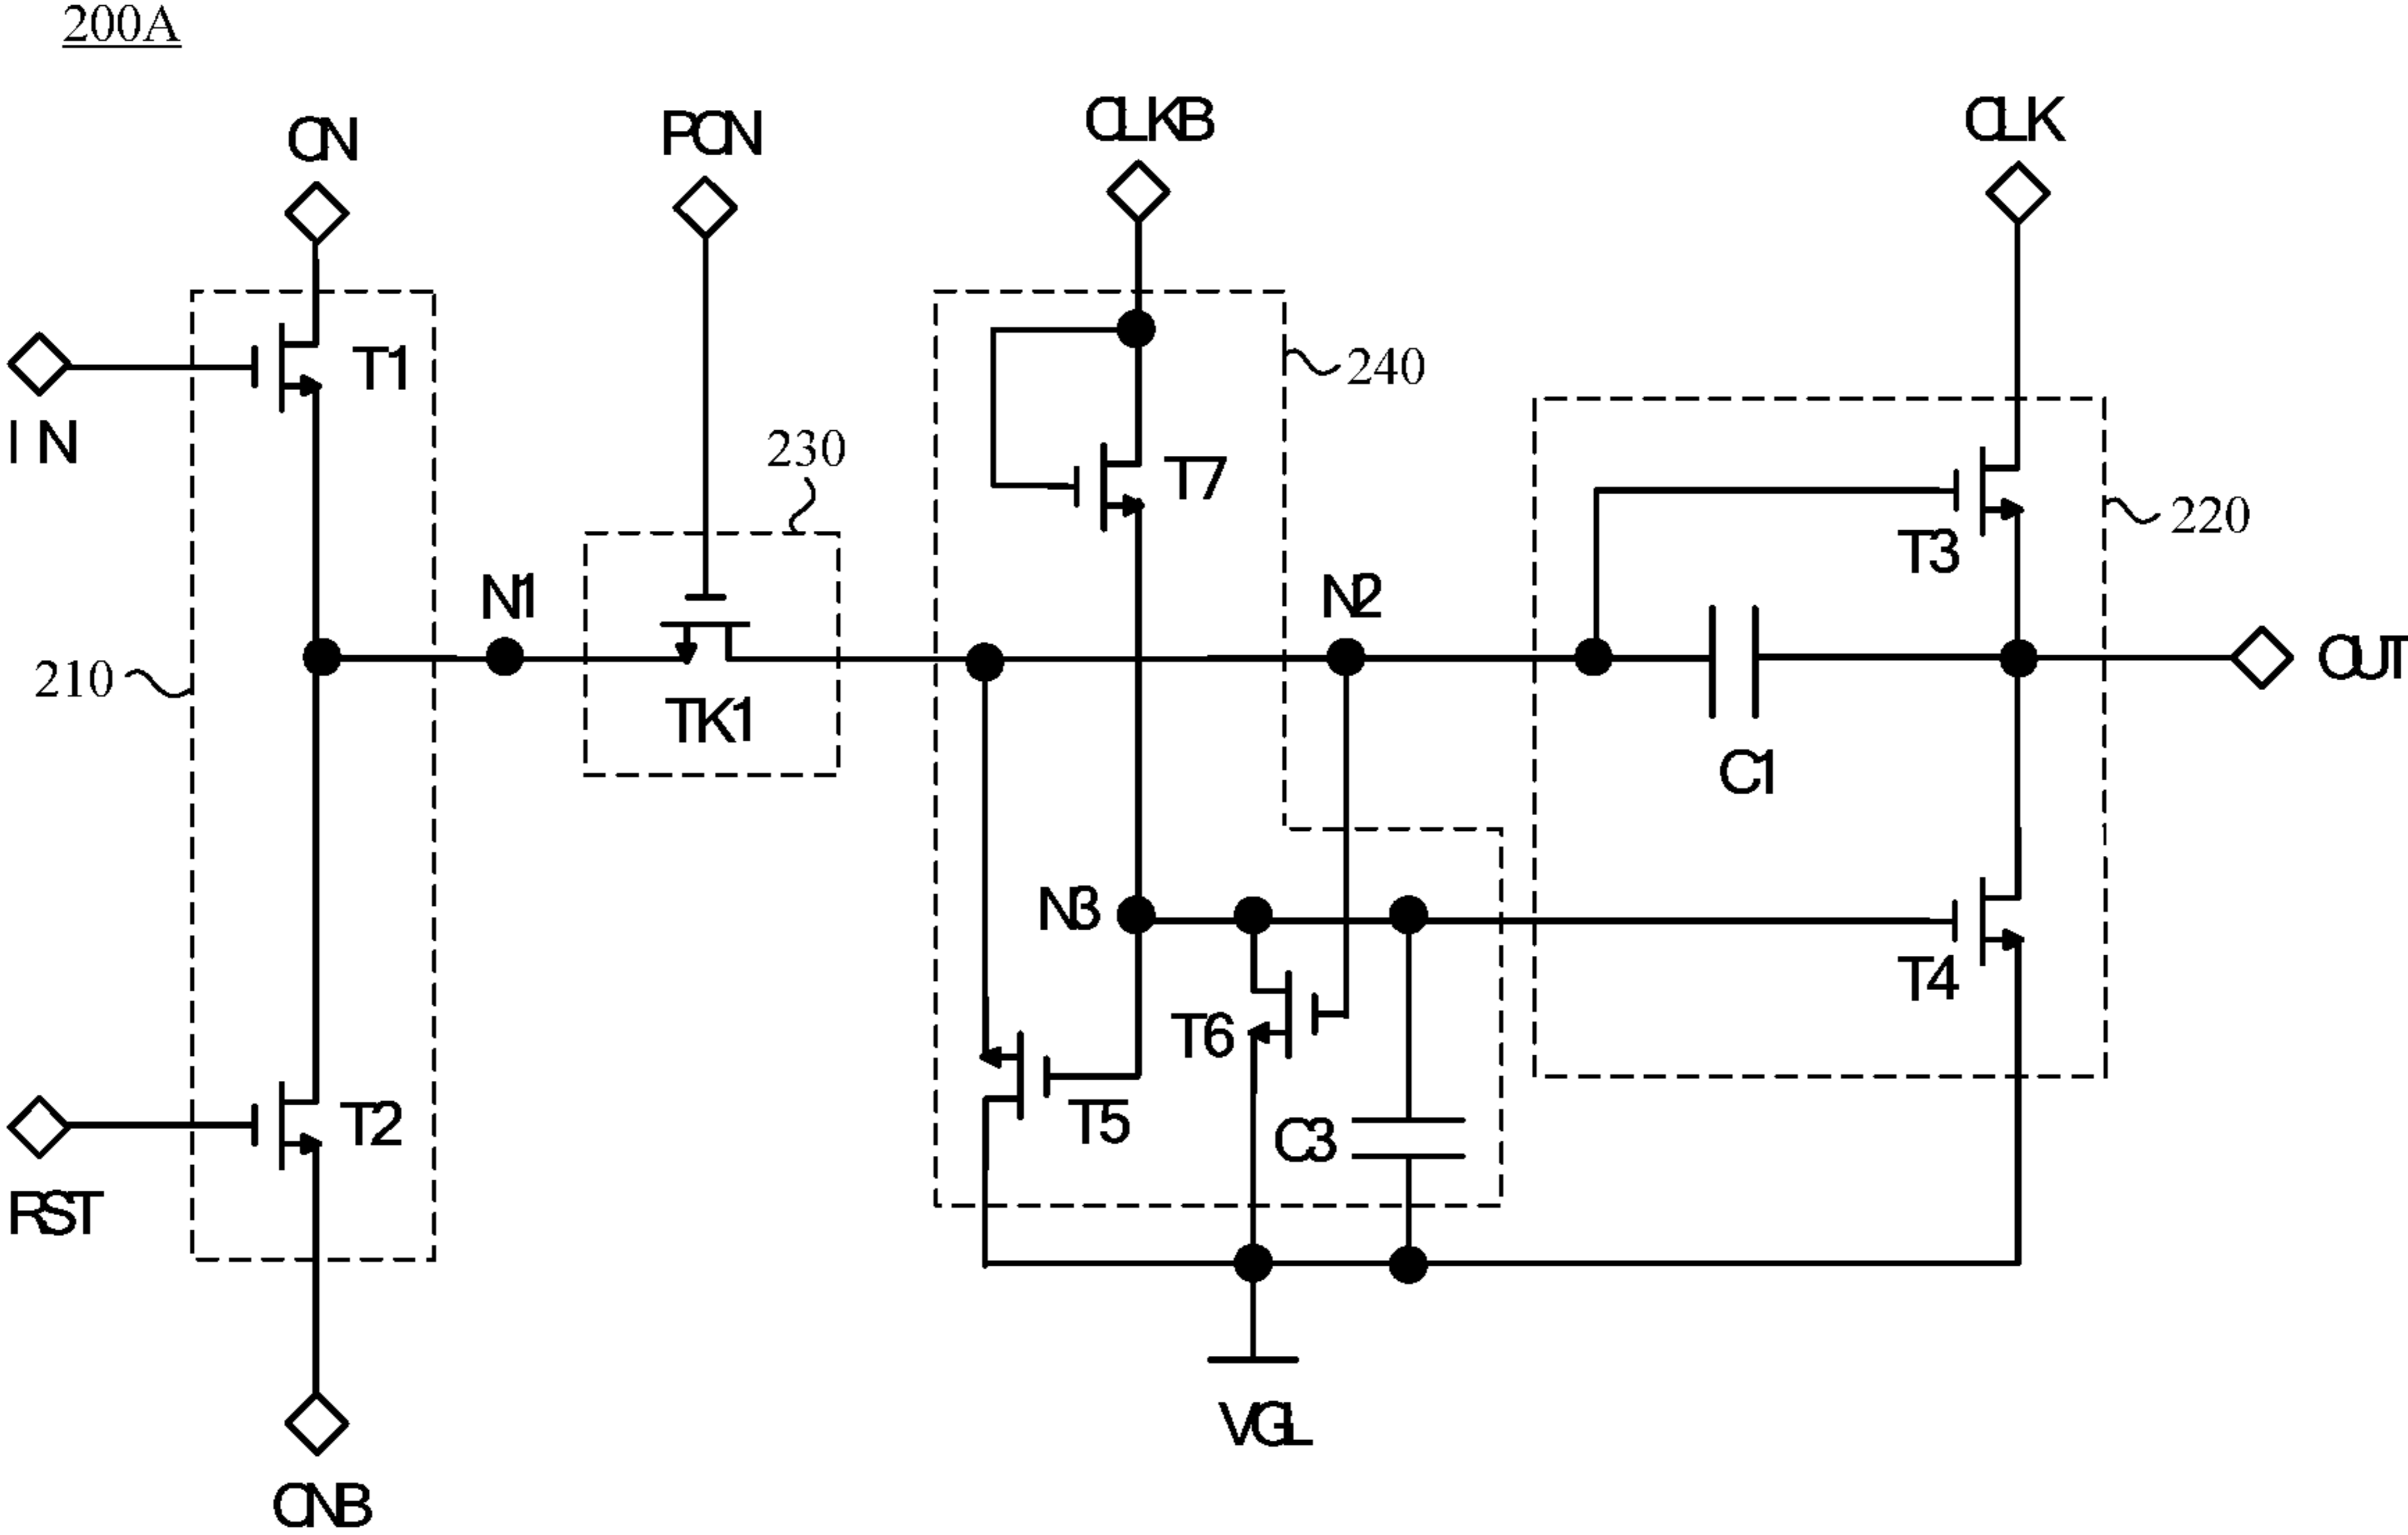 200A
CN
PCN
CLKB
CLK
IN
T1
240
230
T7
220
T3
N1
N2
210
TK1
OUT
C1
N3
T4
T6
T5
T2
C3
RST
VGL
CNB